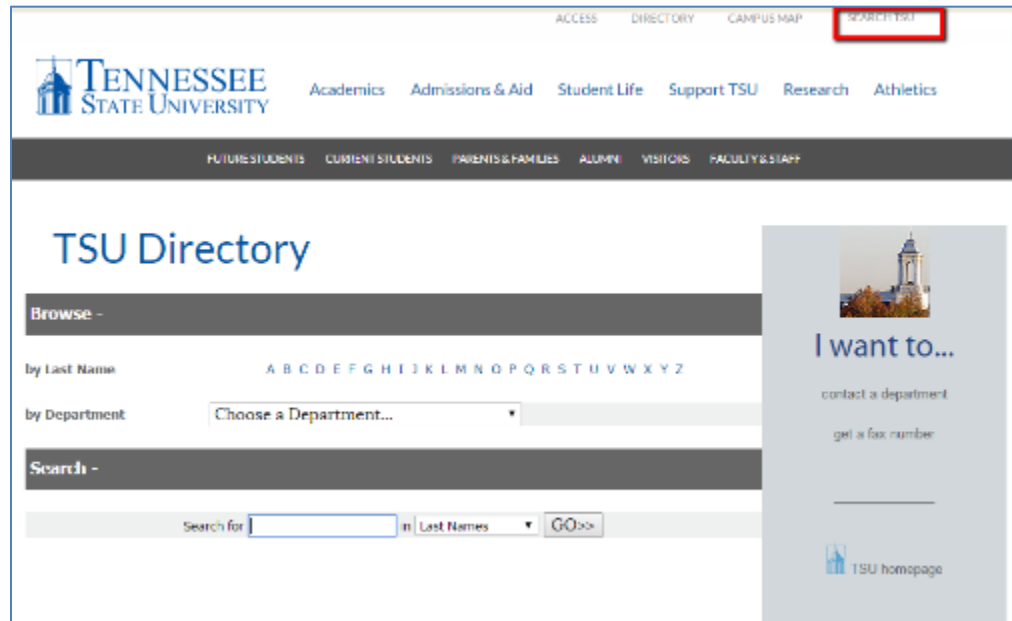 ACCESS DIRECTORY CAMPUS MAP SEARCH TSU
TENNESSEE
STATE UNIVERSITY
Academics Admissions & Aid Student Life Support TSU Research Athletics
FUTURE STUDENTS CURRENT STUDENTS PARENTS & FAMILIES ALUMNI VISITORS FACULTY & STAFF
TSU Directory
Browse -
by Last Name A B C D E F G H I J K L M N O P Q R S T U V W X Y Z
by Department Choose a Department...
Search -
Search for in Last Names GO>>
I want to...
contact a department
get a fax number
TSU homepage